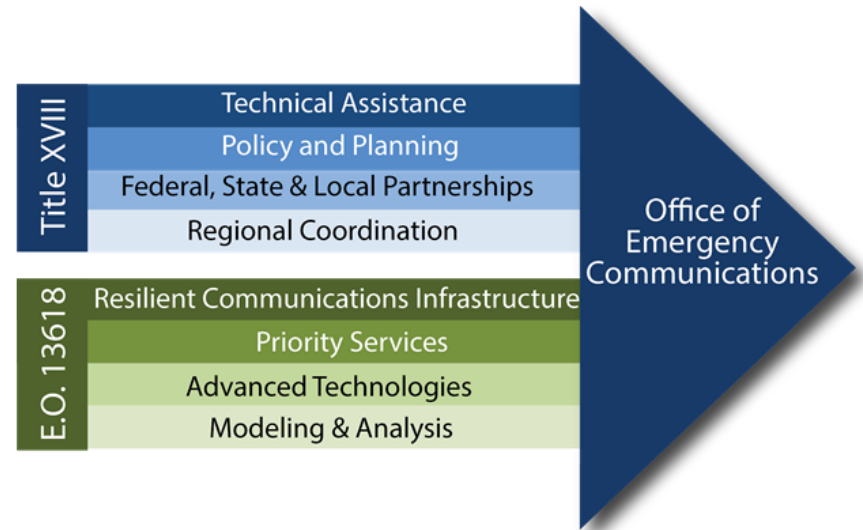 Title XVIII
Technical Assistance
Policy and Planning
Federal, State & Local Partnerships
Regional Coordination
E.O. 13618
Resilient Communications Infrastructure
Priority Services
Advanced Technologies
Modeling & Analysis
Office of
Emergency
Communications